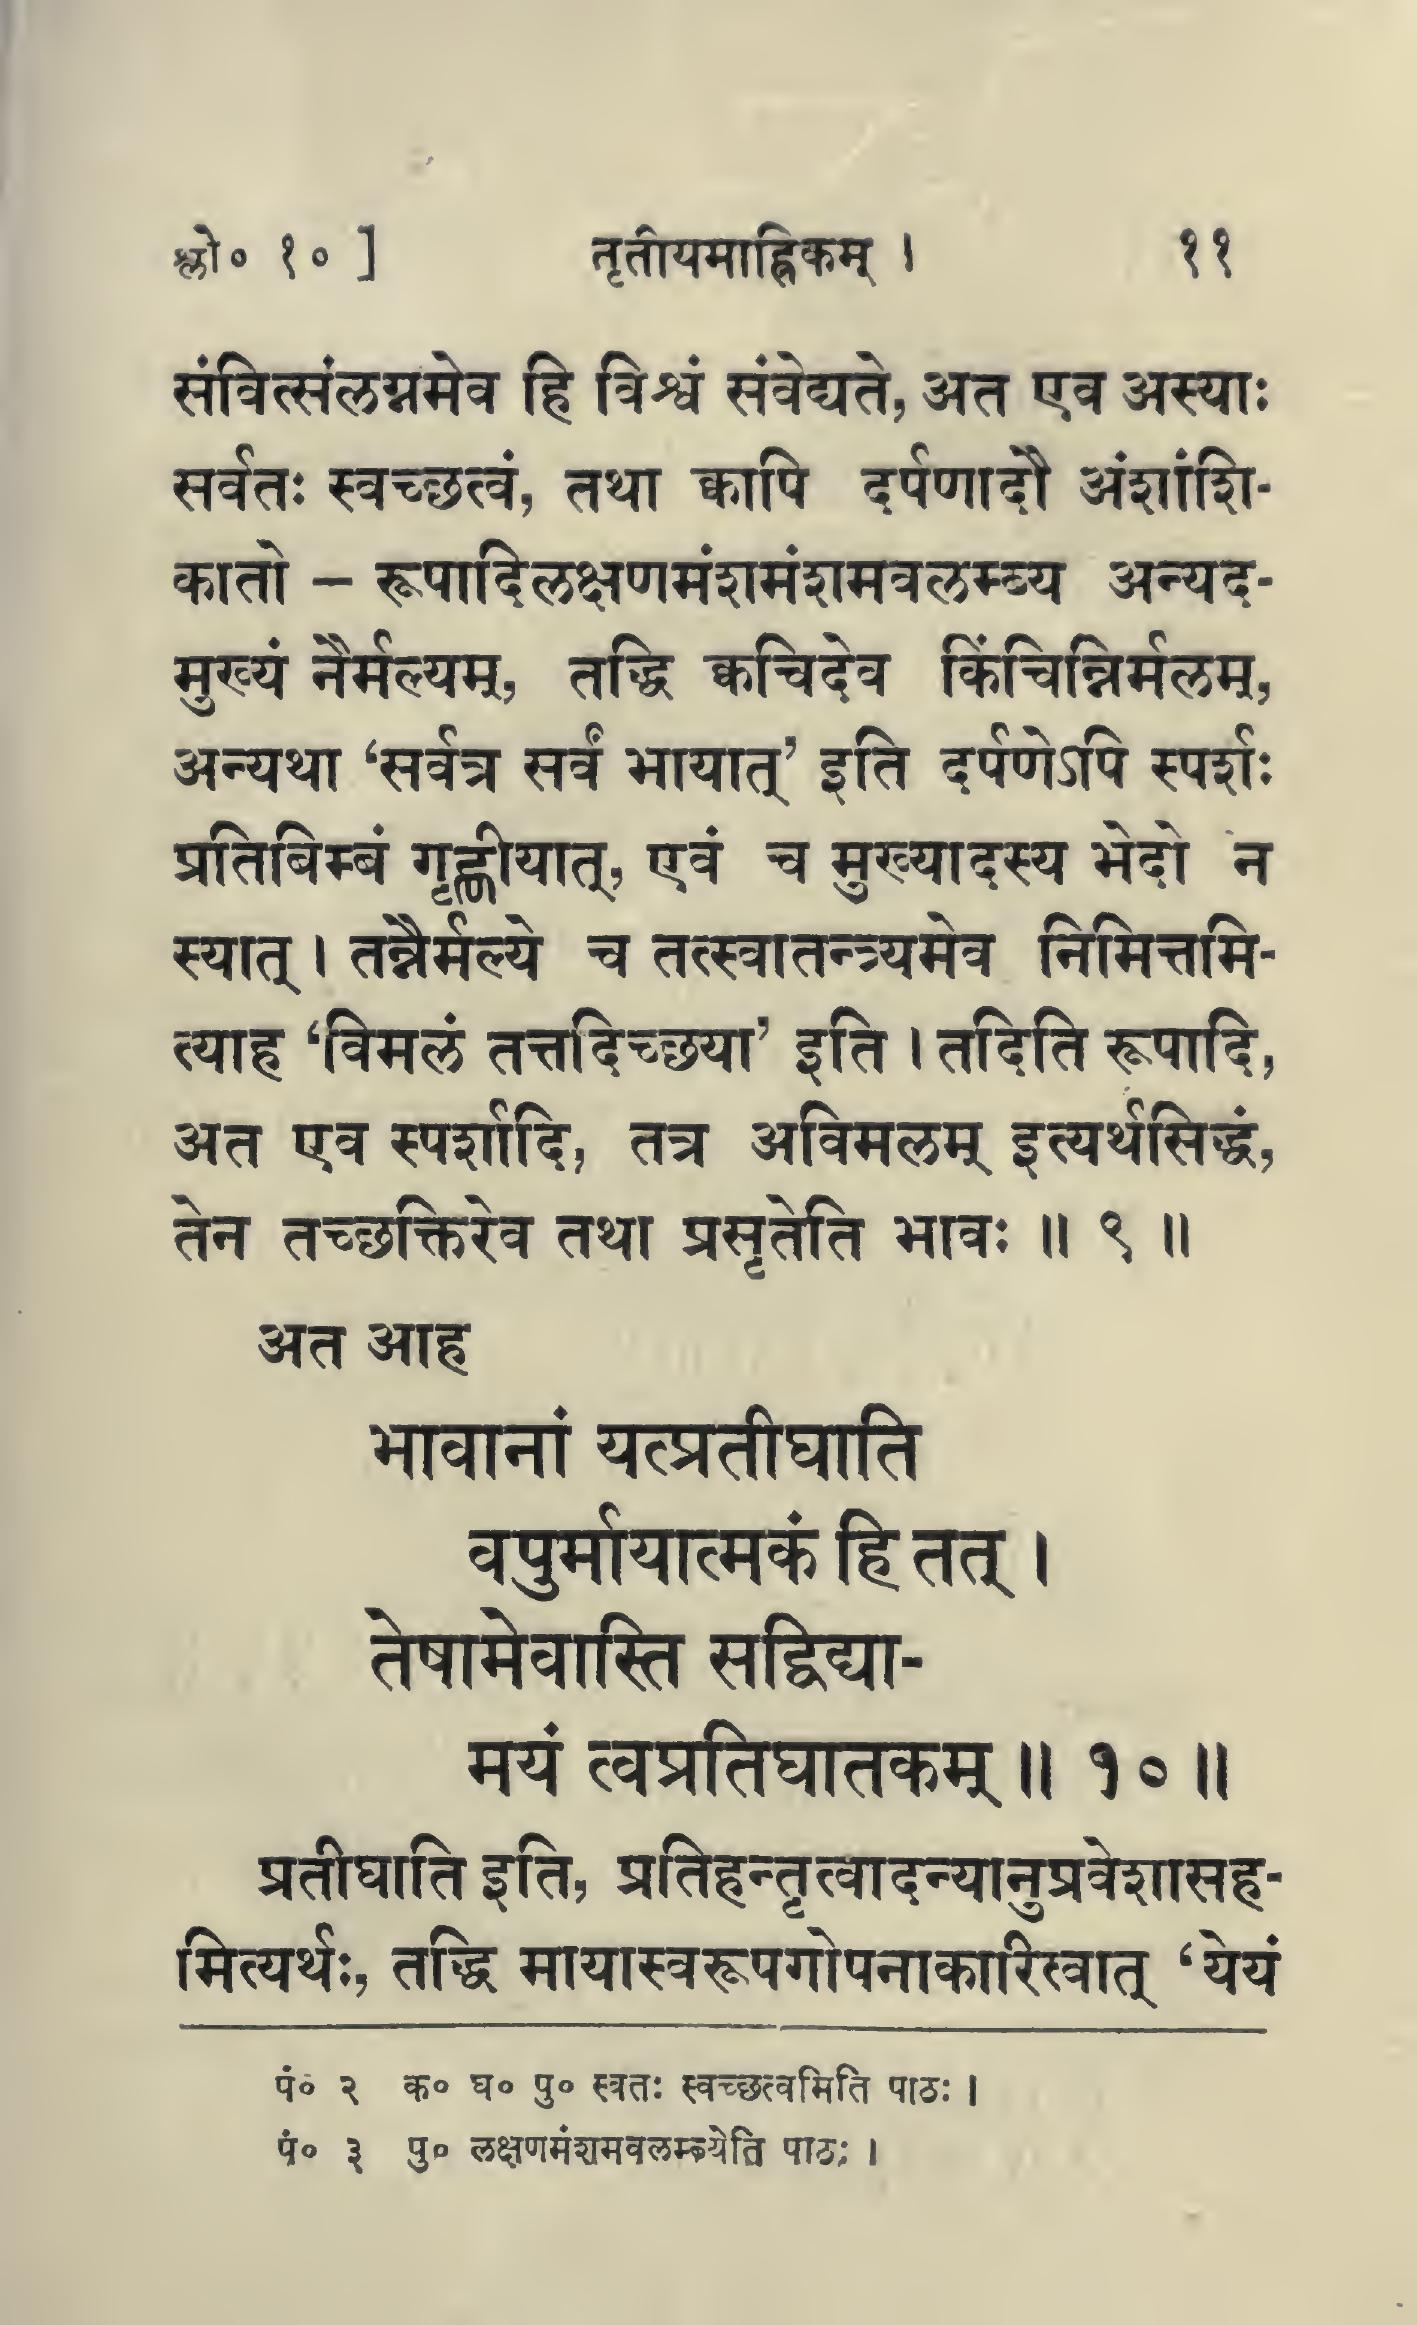 श्लो० १० ] तृतीयमाह्निकम् । ११
संवित्संलग्नमेव हि विश्वं संवेद्यते, अत एव अस्याः
सर्वतः स्वच्छत्वं, तथा क्वापि दर्पणादौ अंशांशि-
कातो – रूपादिलक्षणमंशमंशमवलम्ब्य अन्यद-
मुख्यं नैर्मल्यम्, तद्धि क्वचिदेव किंचिन्निर्मलम्,
अन्यथा ‘सर्वत्र सर्वं भायात्’ इति दर्पणेऽपि स्पर्शः
प्रतिबिम्बं गृह्णीयात्, एवं च मुख्यादस्य भेदो न
स्यात् । तन्नैर्मल्ये च तत्स्वातन्त्र्यमेव निमित्तमि-
त्याह ‘विमलं तत्तदिच्छया’ इति । तदिति रूपादि,
अत एव स्पर्शादि, तत्र अविमलम् इत्यर्थसिद्धं,
तेन तच्छक्तिरेव तथा प्रसृतेति भावः ॥ ९ ॥
अत आह
भावानां यत्प्रतीघाति
वपुर्मायात्मकं हि तत् ।
तेषामेवास्ति सद्विद्या-
मयं त्वप्रतिघातकम् ॥ १० ॥
प्रतीघाति इति, प्रतिहन्तृत्वादन्यानुप्रवेशासह-
मित्यर्थः, तद्धि मायास्वरूपगोपनाकारित्वात् ‘येयं
पं० २ क० घ० पु० स्वतः स्वच्छत्वमिति पाठः ।
पं० ३ पु० लक्षणमंशमवलम्ब्येति पाठः ।